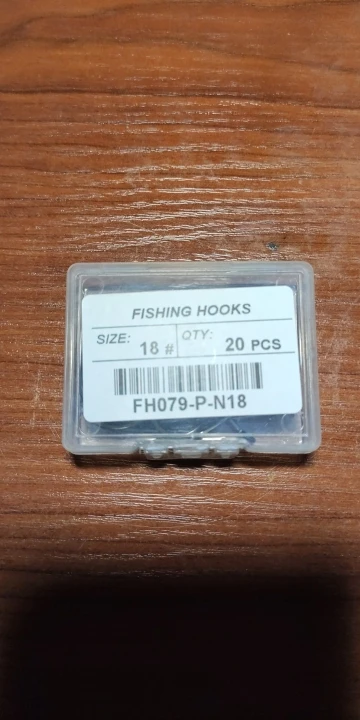 FISHING HOOKS
SIZE: 18 # QTY: 20 PCS
FH079-P-N18